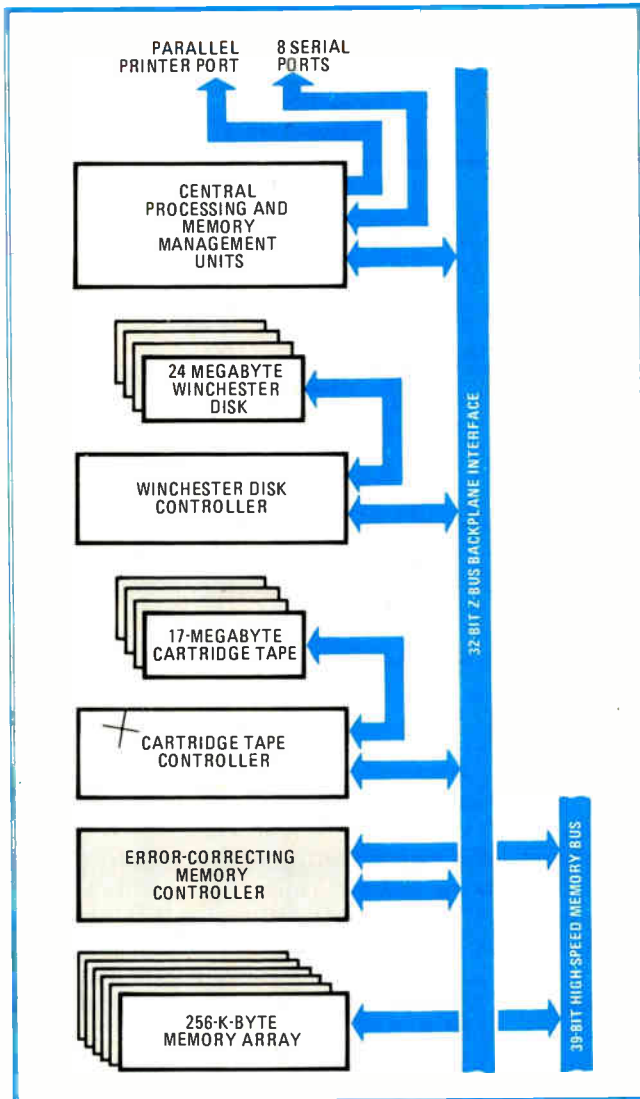 PARALLEL
PRINTER PORT
8 SERIAL
PORTS
CENTRAL
PROCESSING AND
MEMORY
MANAGEMENT
UNITS
24 MEGABYTE
WINCHESTER
DISK
WINCHESTER DISK
CONTROLLER
17-MEGABYTE
CARTRIDGE TAPE
CARTRIDGE TAPE
CONTROLLER
ERROR-CORRECTING
MEMORY
CONTROLLER
256-K-BYTE
MEMORY ARRAY
32-BIT Z-BUS BACKPLANE INTERFACE
39-BIT HIGH-SPEED MEMORY BUS